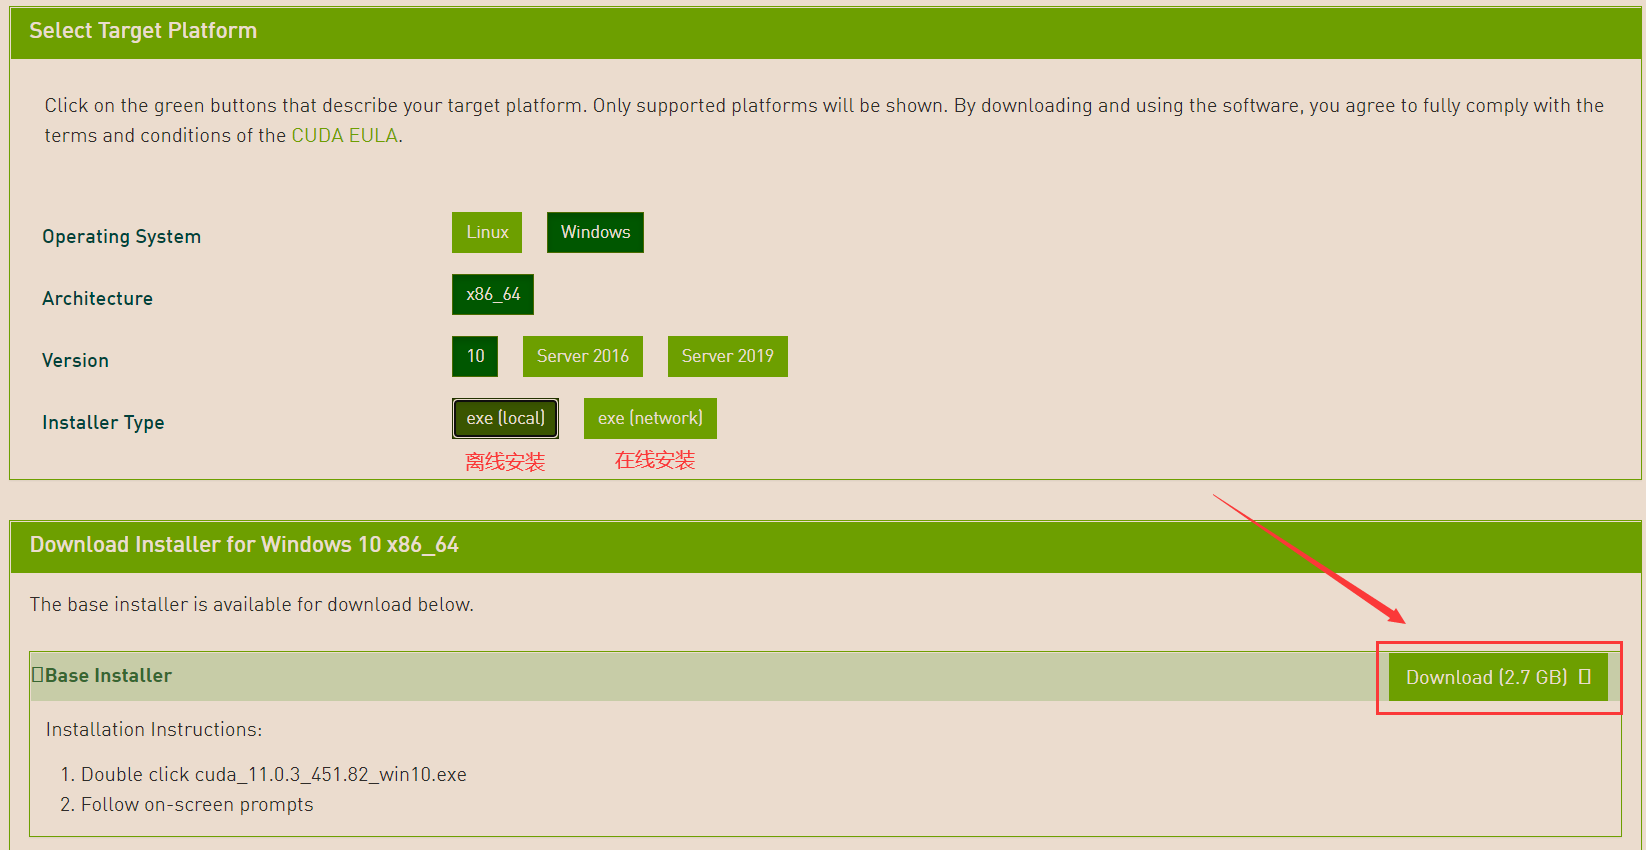 Select Target Platform
Click on the green buttons that describe your target platform. Only supported platforms will be shown. By downloading and using the software, you agree to fully comply with the
terms and conditions of the CUDA EULA.
Operating System
Linux
Windows
Architecture
x86_64
Version
10
Server 2016
Server 2019
Installer Type
exe (local)
exe (network)
离线安装
在线安装
Download Installer for Windows 10 x86_64
The base installer is available for download below.
Base Installer
Download (2.7 GB)
Installation Instructions:
1. Double click cuda_11.0.3_451.82_win10.exe
2. Follow on-screen prompts